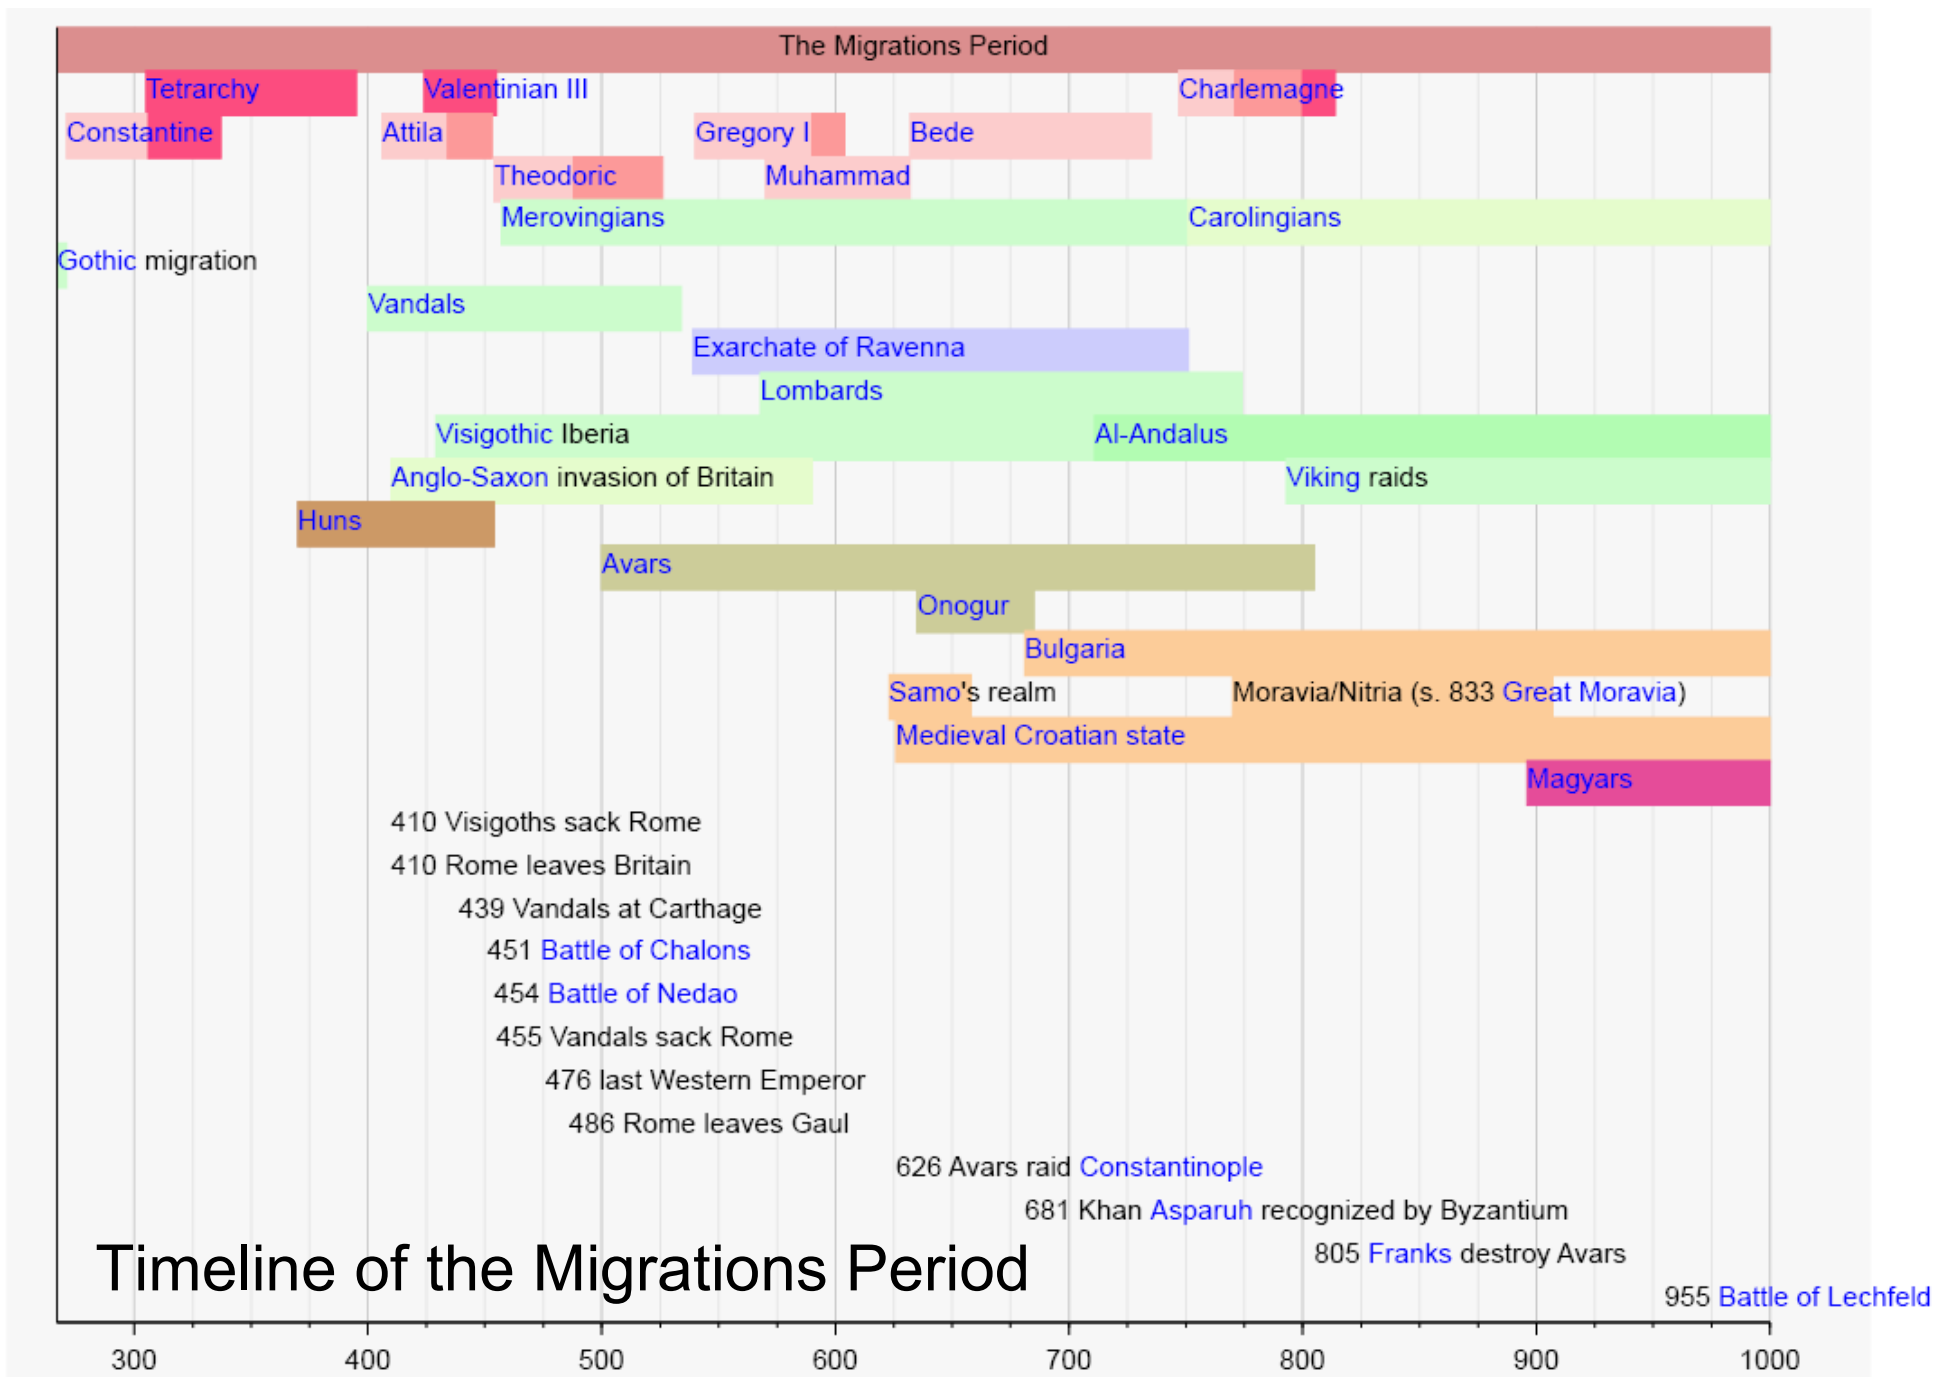 The Migrations Period
Tetrarchy
Valentinian III
Charlemagne
Constantine
Attila
Gregory I
Bede
Theodoric
Muhammad
Merovingians
Carolingians
Gothic migration
Vandals
Exarchate of Ravenna
Lombards
Visigothic Iberia
Al-Andalus
Anglo-Saxon invasion of Britain
Viking raids
Huns
Avars
Onogur
Bulgaria
Samo's realm
Moravia/Nitria (s. 833 Great Moravia)
Medieval Croatian state
Magyars
410 Visigoths sack Rome
410 Rome leaves Britain
439 Vandals at Carthage
451 Battle of Chalons
454 Battle of Nedao
455 Vandals sack Rome
476 last Western Emperor
486 Rome leaves Gaul
626 Avars raid Constantinople
681 Khan Asparuh recognized by Byzantium
805 Franks destroy Avars
Timeline of the Migrations Period
955 Battle of Lechfeld
300 400 500 600 700 800 900 1000